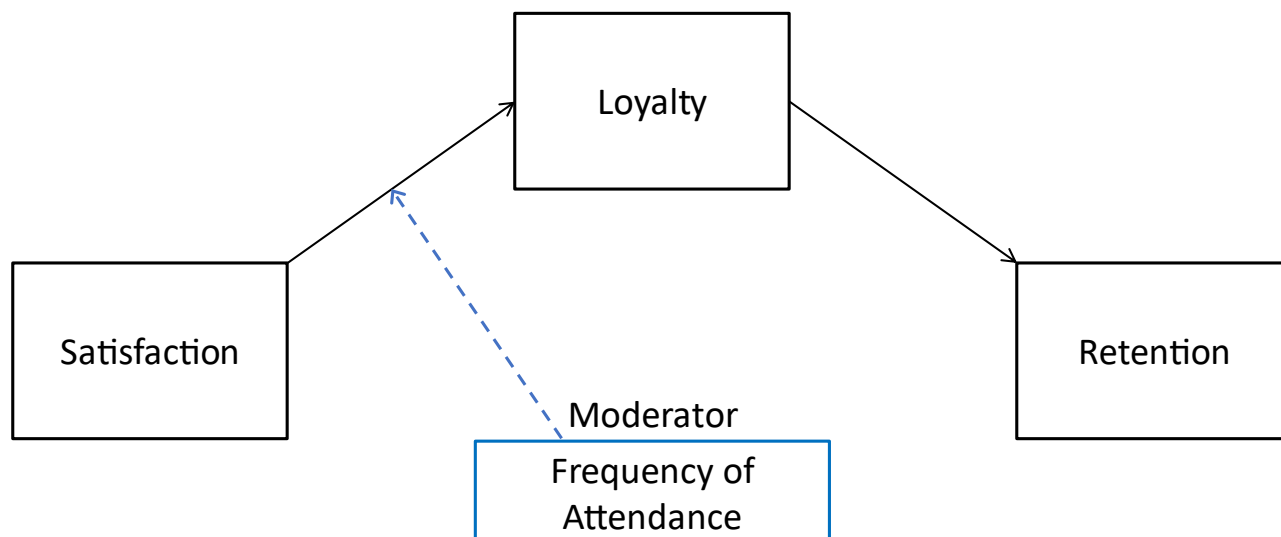 Loyalty
Satisfaction
Retention
Moderator
Frequency of
Attendance